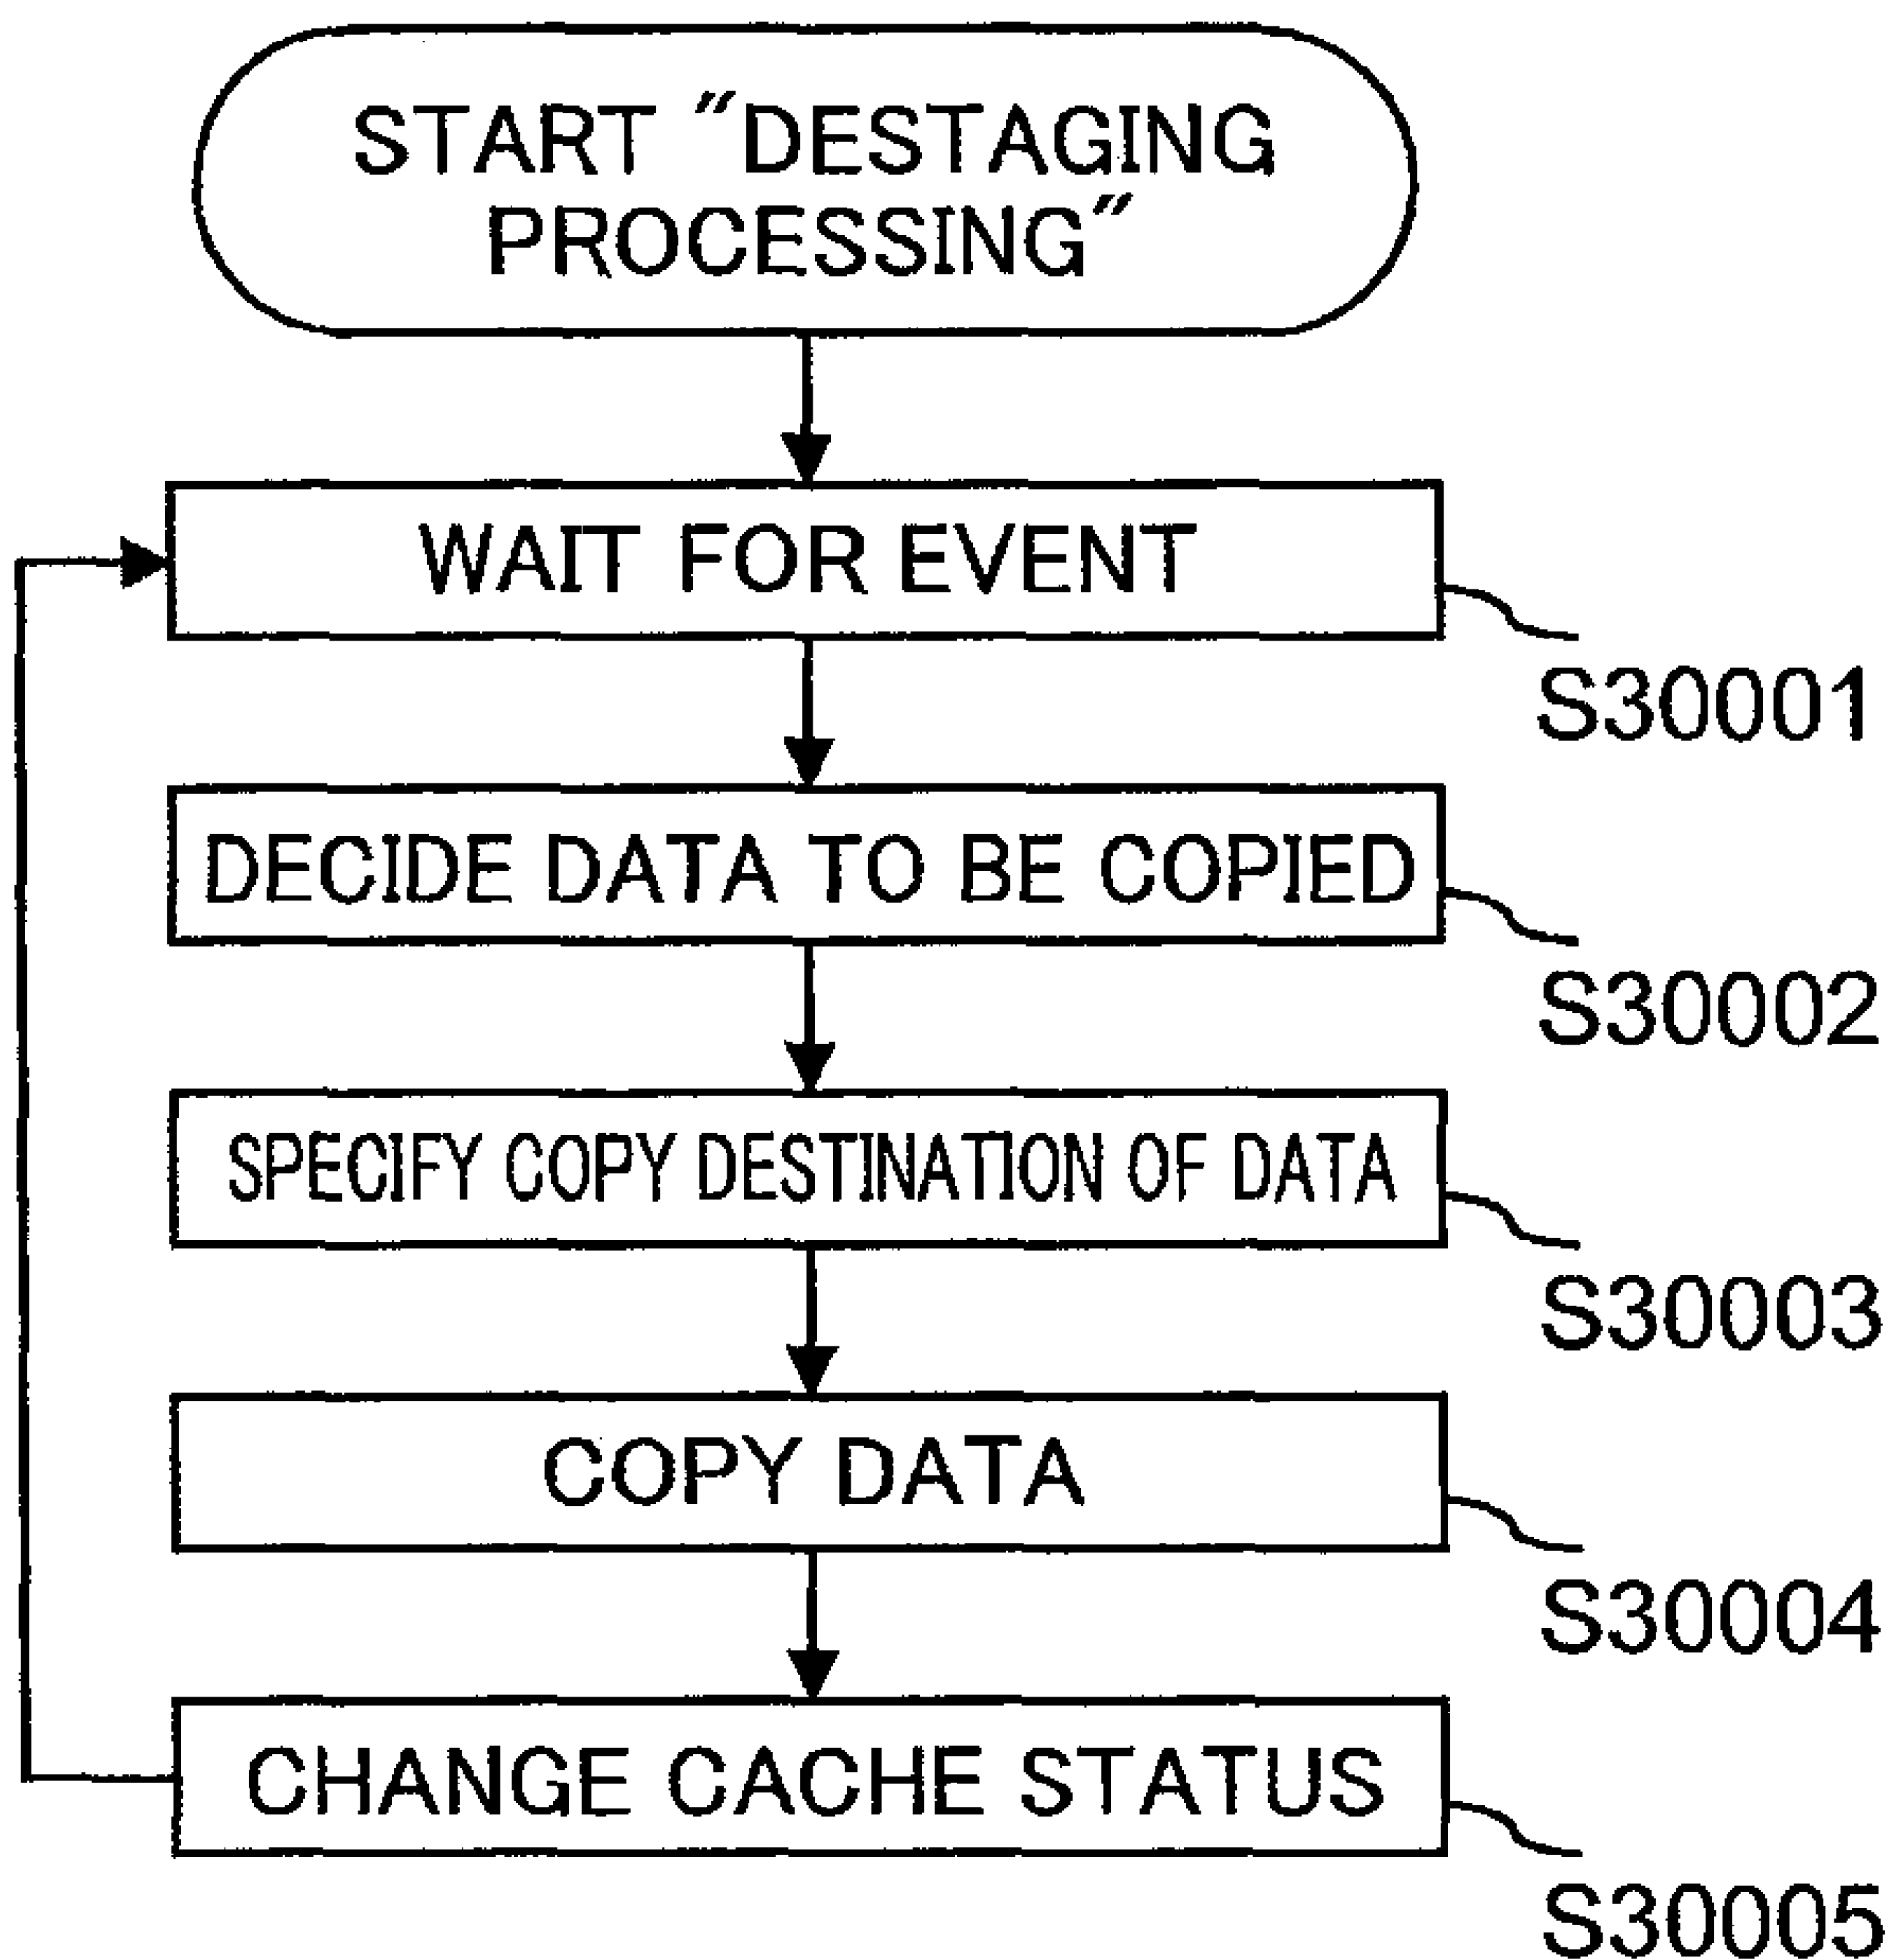 START "DESTAGING
PROCESSING"
WAIT FOR EVENT
S30001
DECIDE DATA TO BE COPIED
S30002
SPECIFY COPY DESTINATION OF DATA
S30003
COPY DATA
S30004
CHANGE CACHE STATUS
S30005